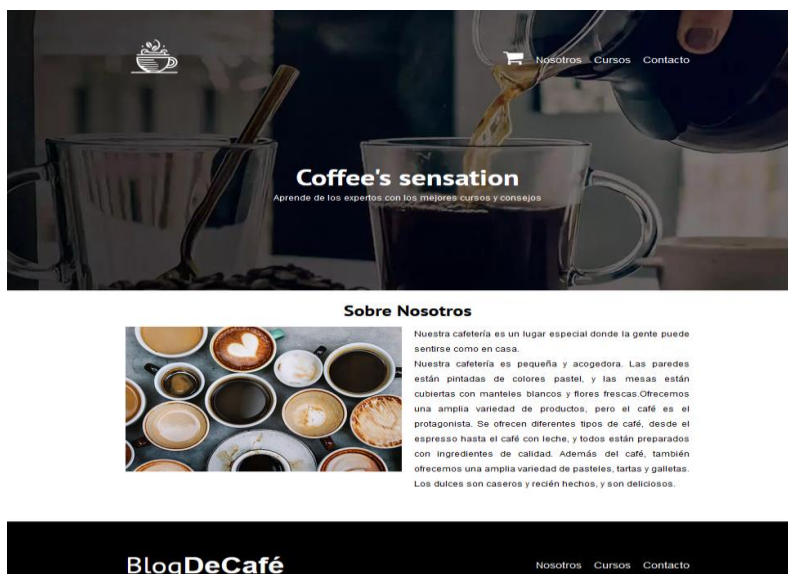 Nosotros Cursos Contacto
Coffee's sensation
Aprende de los expertos con los mejores cursos y consejos
Sobre Nosotros
Nuestra cafetería es un lugar especial donde la gente puede
sentirse como en casa.
Nuestra cafetería es pequeña y acogedora. Las paredes
están pintadas de colores pastel, y las mesas están
cubiertas con manteles blancos y flores frescas.Ofrecemos
una amplia variedad de productos, pero el café es el
protagonista. Se ofrecen diferentes tipos de café, desde el
espresso hasta el café con leche, y todos están preparados
con ingredientes de calidad. Además del café, también
ofrecemos una amplia variedad de pasteles, tartas y galletas.
Los dulces son caseros y recién hechos, y son deliciosos.
BlogDeCafé
Nosotros Cursos Contacto